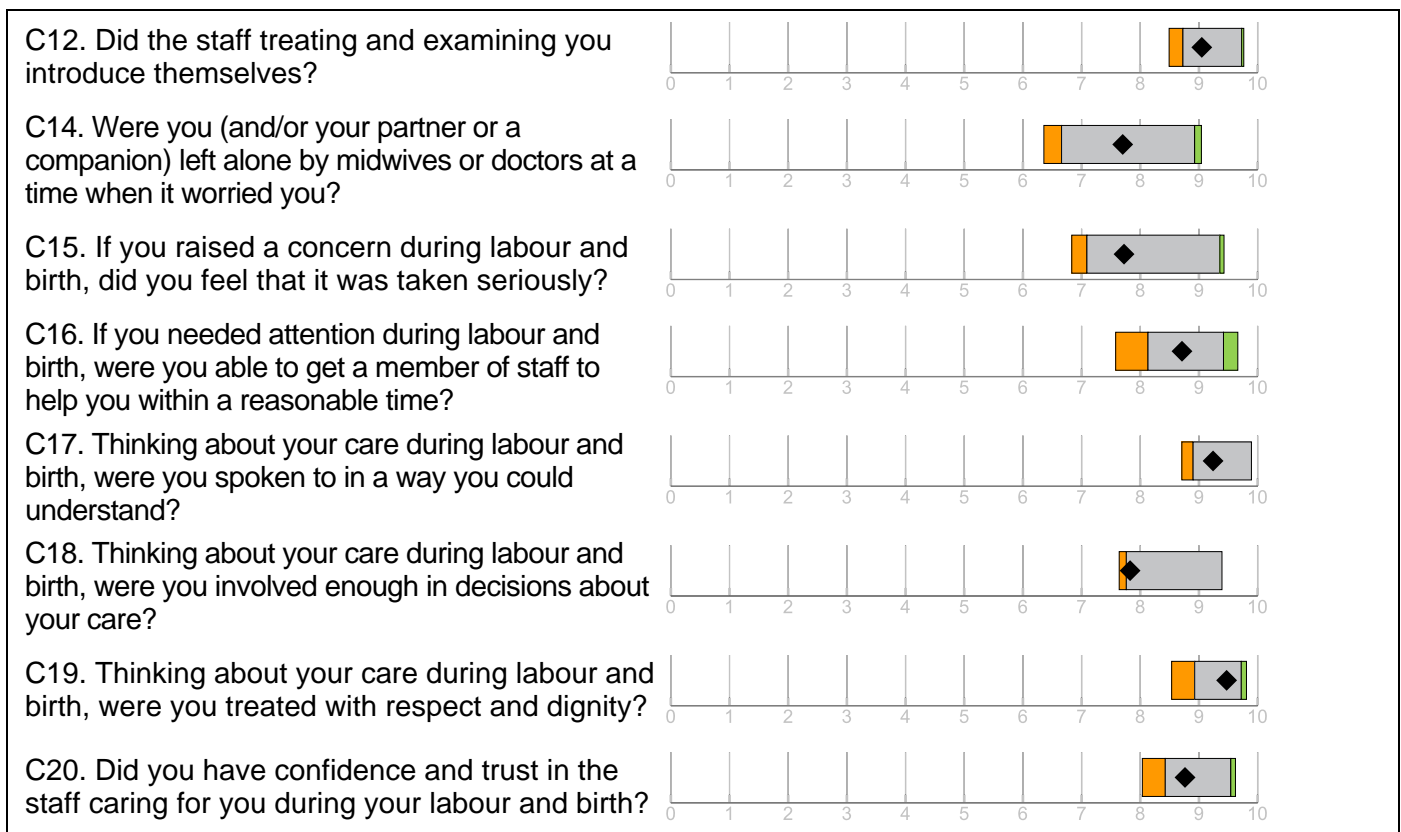 C12. Did the staff treating and examining you
introduce themselves?
0 1 2 3 4 5 6 7 8 9 10
C14. Were you (and/or your partner or a
companion) left alone by midwives or doctors at a
time when it worried you?
0 1 2 3 4 5 6 7 8 9 10
C15. If you raised a concern during labour and
birth, did you feel that it was taken seriously?
0 1 2 3 4 5 6 7 8 9 10
C16. If you needed attention during labour and
birth, were you able to get a member of staff to
help you within a reasonable time?
0 1 2 3 4 5 6 7 8 9 10
C17. Thinking about your care during labour and
birth, were you spoken to in a way you could
understand?
0 1 2 3 4 5 6 7 8 9 10
C18. Thinking about your care during labour and
birth, were you involved enough in decisions about
your care?
0 1 2 3 4 5 6 7 8 9 10
C19. Thinking about your care during labour and
birth, were you treated with respect and dignity?
0 1 2 3 4 5 6 7 8 9 10
C20. Did you have confidence and trust in the
staff caring for you during your labour and birth?
0 1 2 3 4 5 6 7 8 9 10